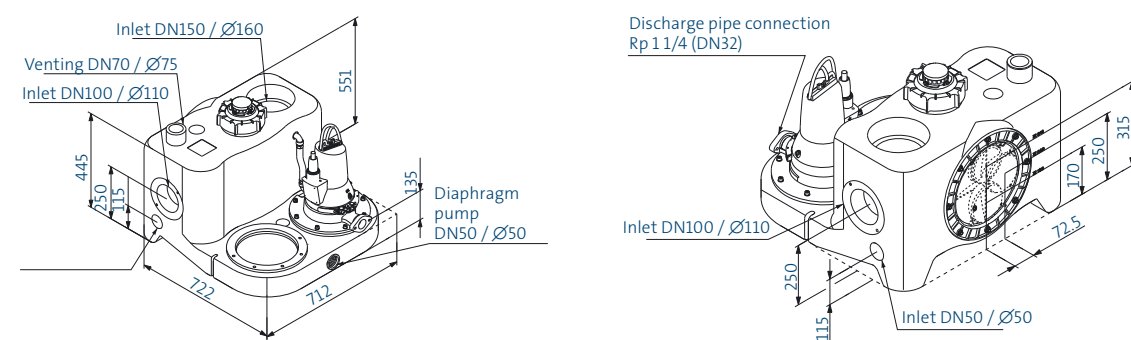 Inlet DN150 / Ø160
Venting DN70 / Ø75
Inlet DN100 / Ø110
551
445
250
115
135
Diaphragm
pump
DN50 / Ø50
722
712
Discharge pipe connection
Rp 1 1/4 (DN32)
315
250
170
72.5
Inlet DN100 / Ø110
250
115
Inlet DN50 / Ø50